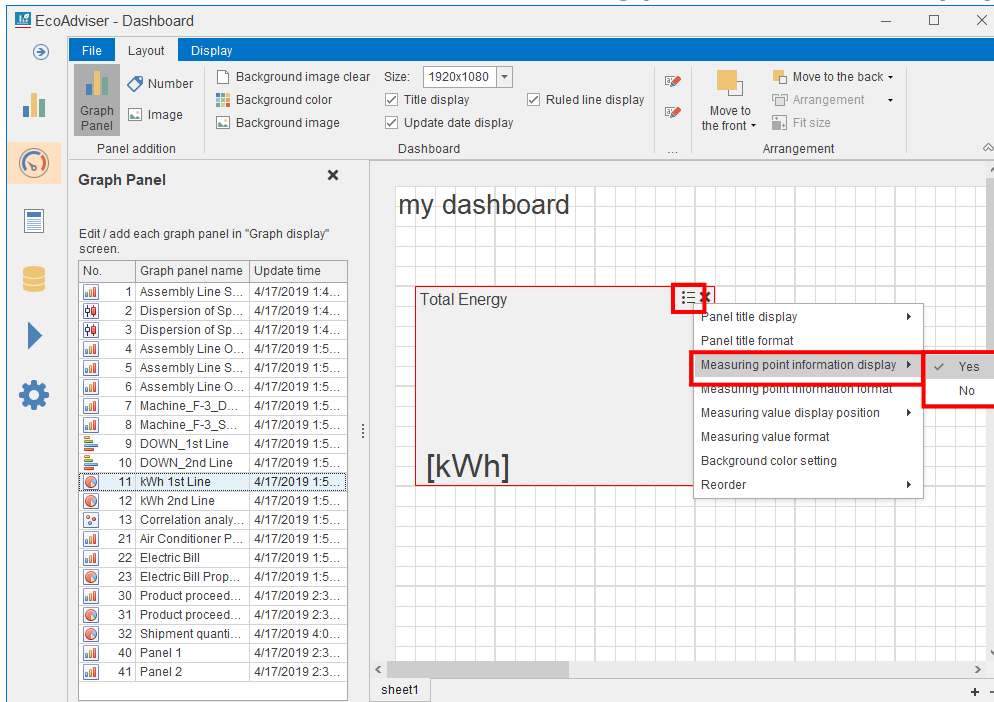 EcoAdviser - Dashboard
File Layout Display
Graph Panel
Number
Image
Panel addition
Background image clear
Background color
Background image
Size: 1920x1080
Title display
Ruled line display
Update date display
Dashboard
...
Move to the front
Move to the back
Arrangement
Fit size
Arrangement
Graph Panel
Edit / add each graph panel in "Graph display"
screen.
No. Graph panel name Update time
1 Assembly Line S... 4/17/2019 1:4...
2 Dispersion of Sp... 4/17/2019 1:4...
3 Dispersion of Sp... 4/17/2019 1:4...
4 Assembly Line O... 4/17/2019 1:5...
5 Assembly Line S... 4/17/2019 1:5...
6 Assembly Line O... 4/17/2019 1:5...
7 Machine_F-3_D... 4/17/2019 1:5...
8 Machine_F-3_S... 4/17/2019 1:5...
9 DOWN_1st Line 4/17/2019 1:5...
10 DOWN_2nd Line 4/17/2019 1:5...
11 kWh 1st Line 4/17/2019 1:5...
12 kWh 2nd Line 4/17/2019 1:5...
13 Correlation analy... 4/17/2019 1:5...
21 Air Conditioner P... 4/17/2019 1:5...
22 Electric Bill 4/17/2019 1:5...
23 Electric Bill Prop... 4/17/2019 1:5...
30 Product proceed... 4/17/2019 2:3...
31 Product proceed... 4/17/2019 2:3...
32 Shipment quanti... 4/17/2019 4:0...
40 Panel 1 4/17/2019 2:3...
41 Panel 2 4/17/2019 2:3...
my dashboard
Total Energy
[kWh]
Panel title display
Panel title format
Measuring point information display
Measuring point information format
Measuring value display position
Measuring value format
Background color setting
Reorder
Yes
No
sheet1